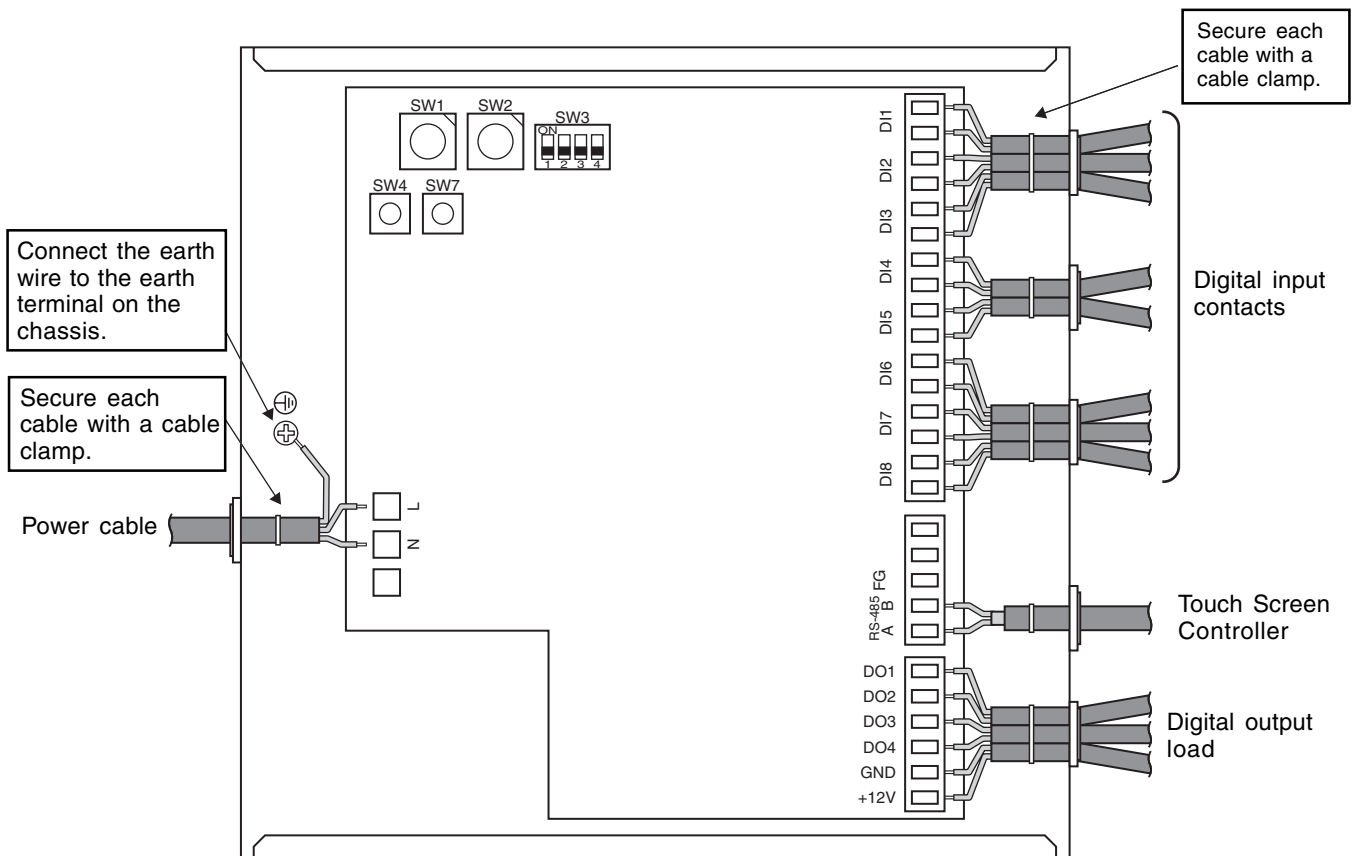 Secure each
cable with a
cable clamp.
SW1
SW2
SW3
ON
1 2 3 4
SW4
SW7
DI1
DI2
DI3
DI4
DI5
DI6
DI7
DI8
Digital input
contacts
Connect the earth
wire to the earth
terminal on the
chassis.
Secure each
cable with a cable
clamp.
Power cable
L
N
FG
RS-485
B
A
Touch Screen
Controller
DO1
DO2
DO3
DO4
GND
+12V
Digital output
load